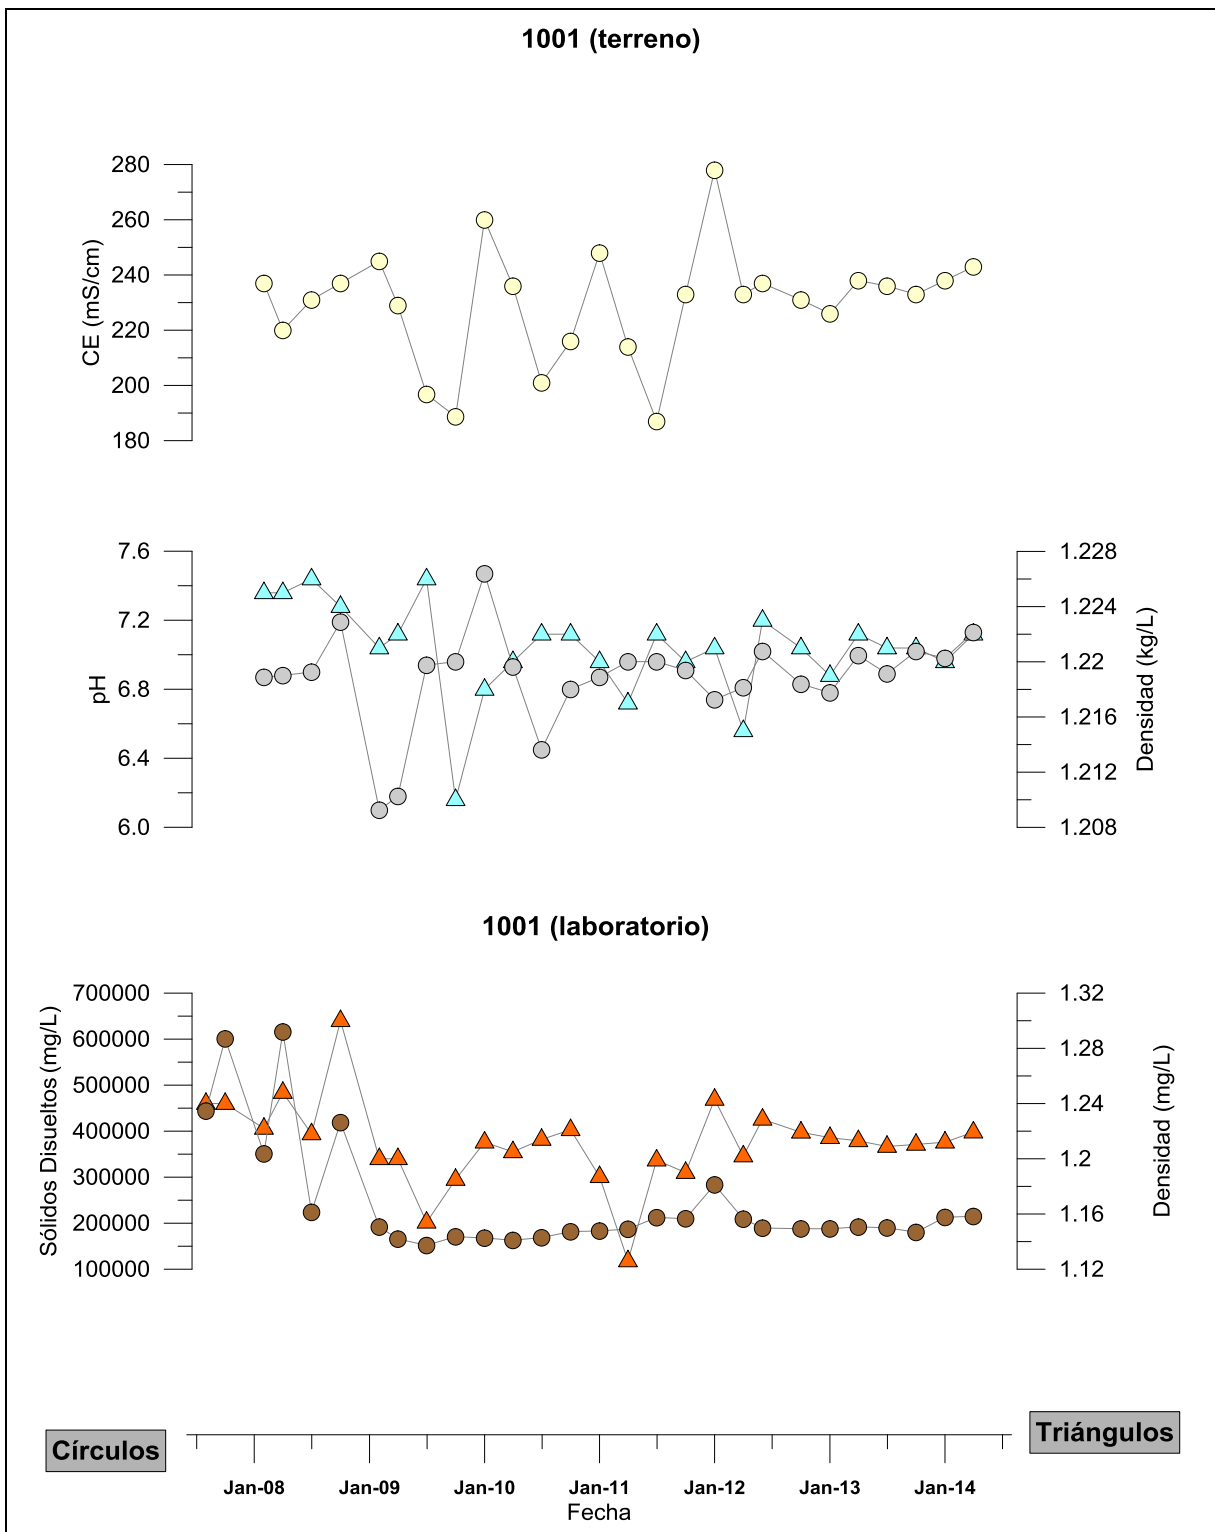 1001 (terreno)
280
260
240
220
200
180
CE (mS/cm)
7.6
7.2
6.8
6.4
6.0
pH
1.228
1.224
1.22
1.216
1.212
1.208
Densidad (kg/L)
1001 (laboratorio)
700000
600000
500000
400000
300000
200000
100000
Sólidos Disueltos (mg/L)
1.32
1.28
1.24
1.2
1.16
1.12
Densidad (mg/L)
Círculos
Triángulos
Jan-08 Jan-09 Jan-10 Jan-11 Jan-12 Jan-13 Jan-14
Fecha